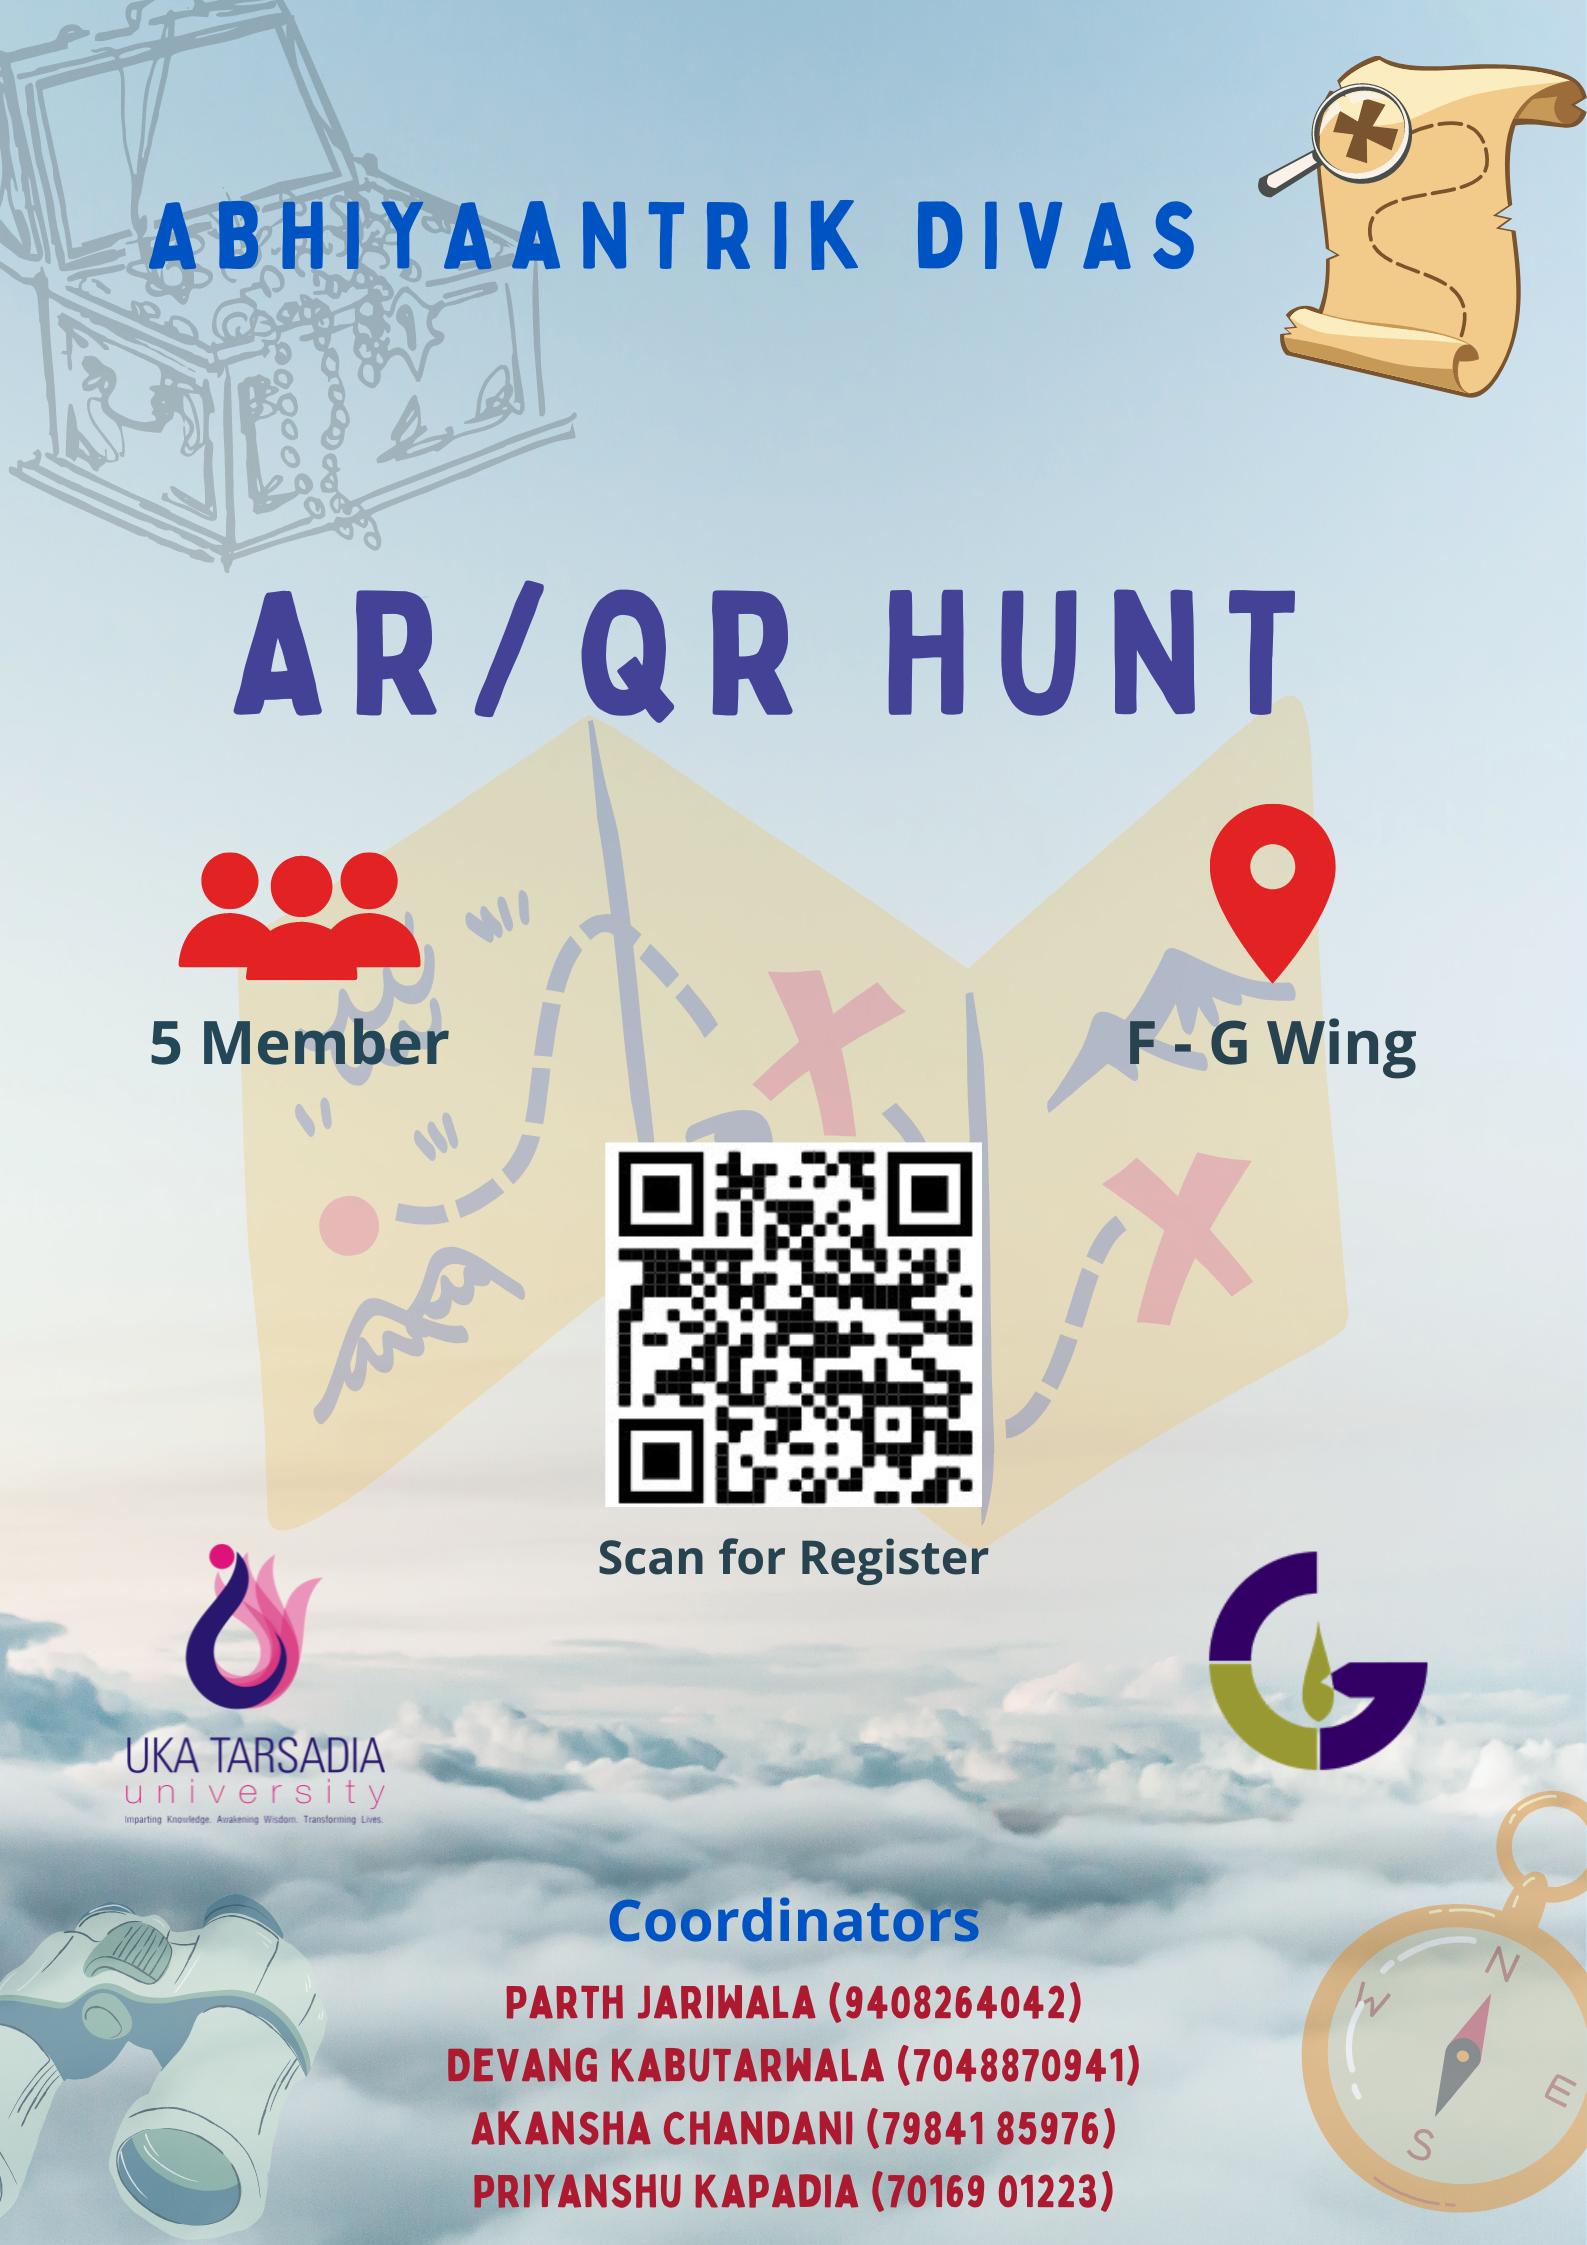 ABHIYAANTRIK DIVAS
AR/QR HUNT
5 Member
F - G Wing
Scan for Register
UKA TARSADIA
university
Imparting Knowledge. Awakening Wisdom. Transforming Lives.
Coordinators
PARTH JARIWALA (9408264042)
DEVANG KABUTARWALA (7048870941)
AKANSHA CHANDANI (79841 85976)
PRIYANSHU KAPADIA (70169 01223)
N
W
E
S